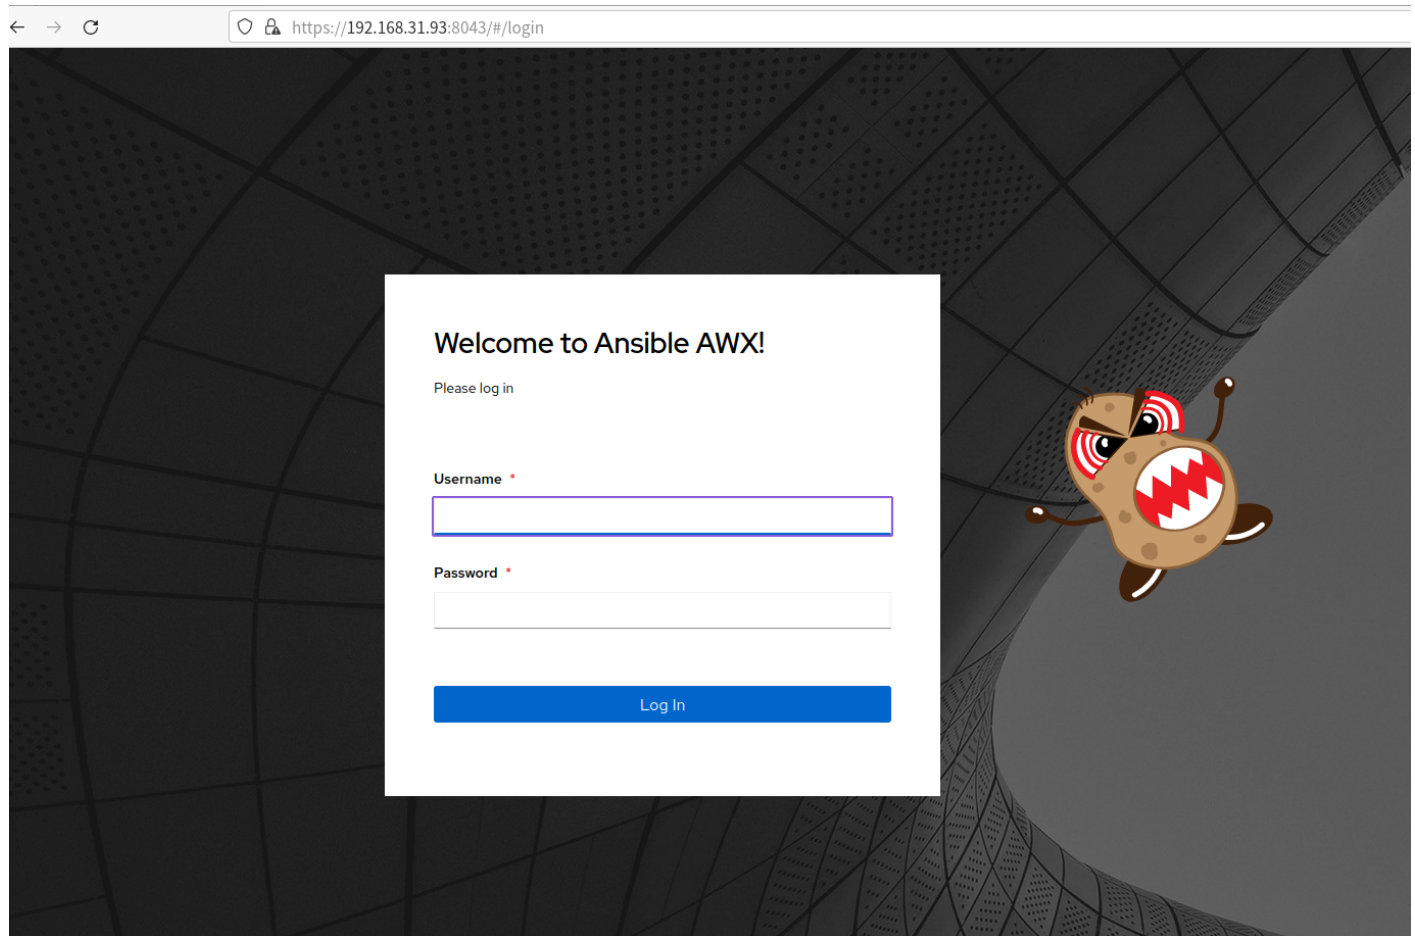 https://192.168.31.93:8043/#/login
Welcome to Ansible AWX!
Please log in
Username *
Password *
Log In